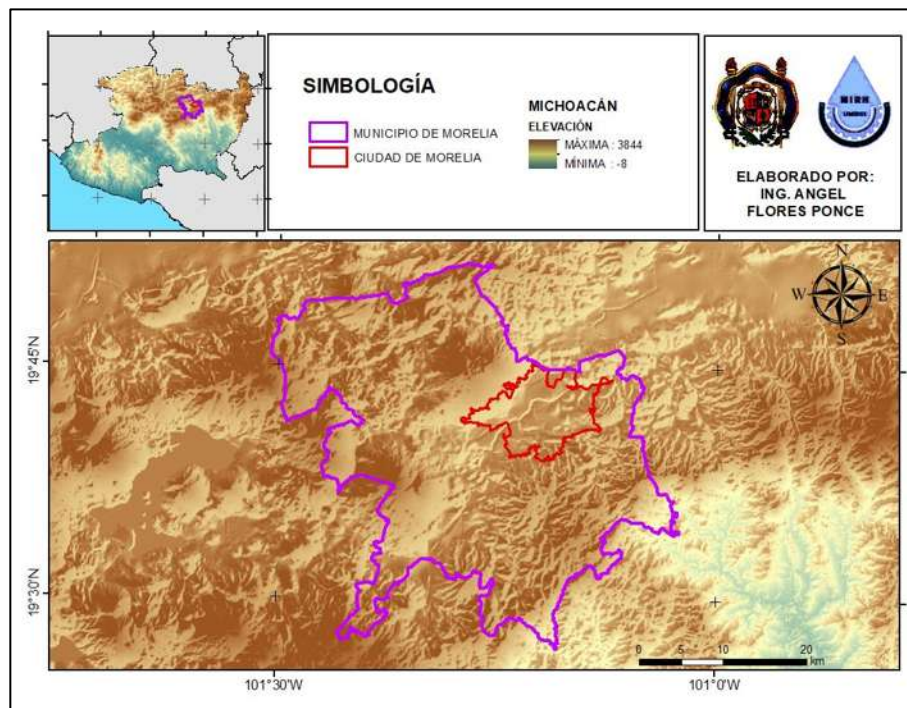 SIMBOLOGÍA
MUNICIPIO DE MORELIA
CIUDAD DE MORELIA
MICHOACÁN
ELEVACIÓN
MÁXIMA : 3844
MÍNIMA : -8
ELABORADO POR:
ING. ANGEL
FLORES PONCE
N
W E
S
19°45'N
19°30'N
0 5 10 20
km
101°30'W
101°0'W